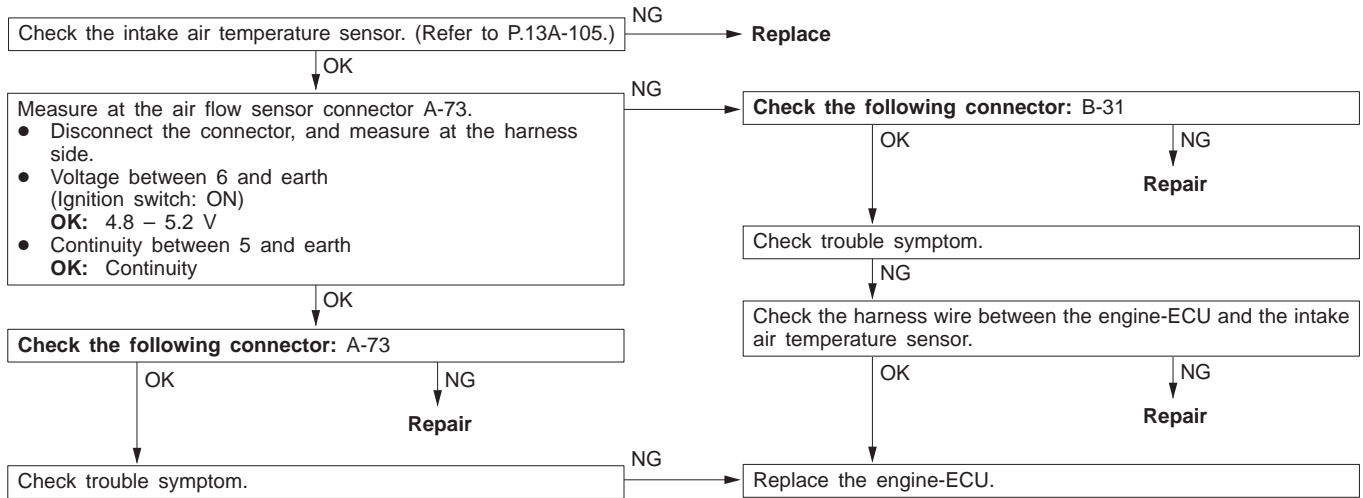 Check the intake air temperature sensor. (Refer to P.13A-105.)
NG
Replace
OK
Measure at the air flow sensor connector A-73.
● Disconnect the connector, and measure at the harness
side.
● Voltage between 6 and earth
(Ignition switch: ON)
OK: 4.8 – 5.2 V
● Continuity between 5 and earth
OK: Continuity
NG
Check the following connector: B-31
OK
NG
Repair
Check trouble symptom.
NG
Check the harness wire between the engine-ECU and the intake
air temperature sensor.
OK
NG
Repair
OK
Check the following connector: A-73
OK
NG
Repair
Check trouble symptom.
NG
Replace the engine-ECU.